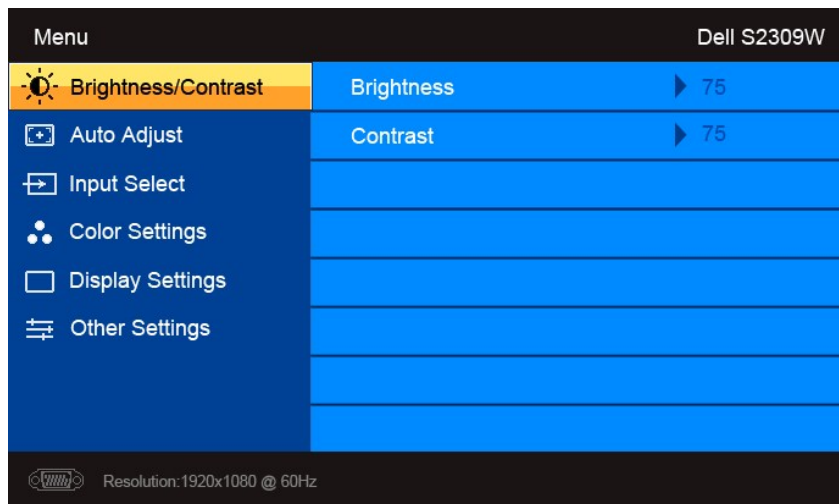 Menu Dell S2309W
Brightness/Contrast Brightness 75
Auto Adjust Contrast 75
Input Select
Color Settings
Display Settings
Other Settings
Resolution:1920x1080 @ 60Hz